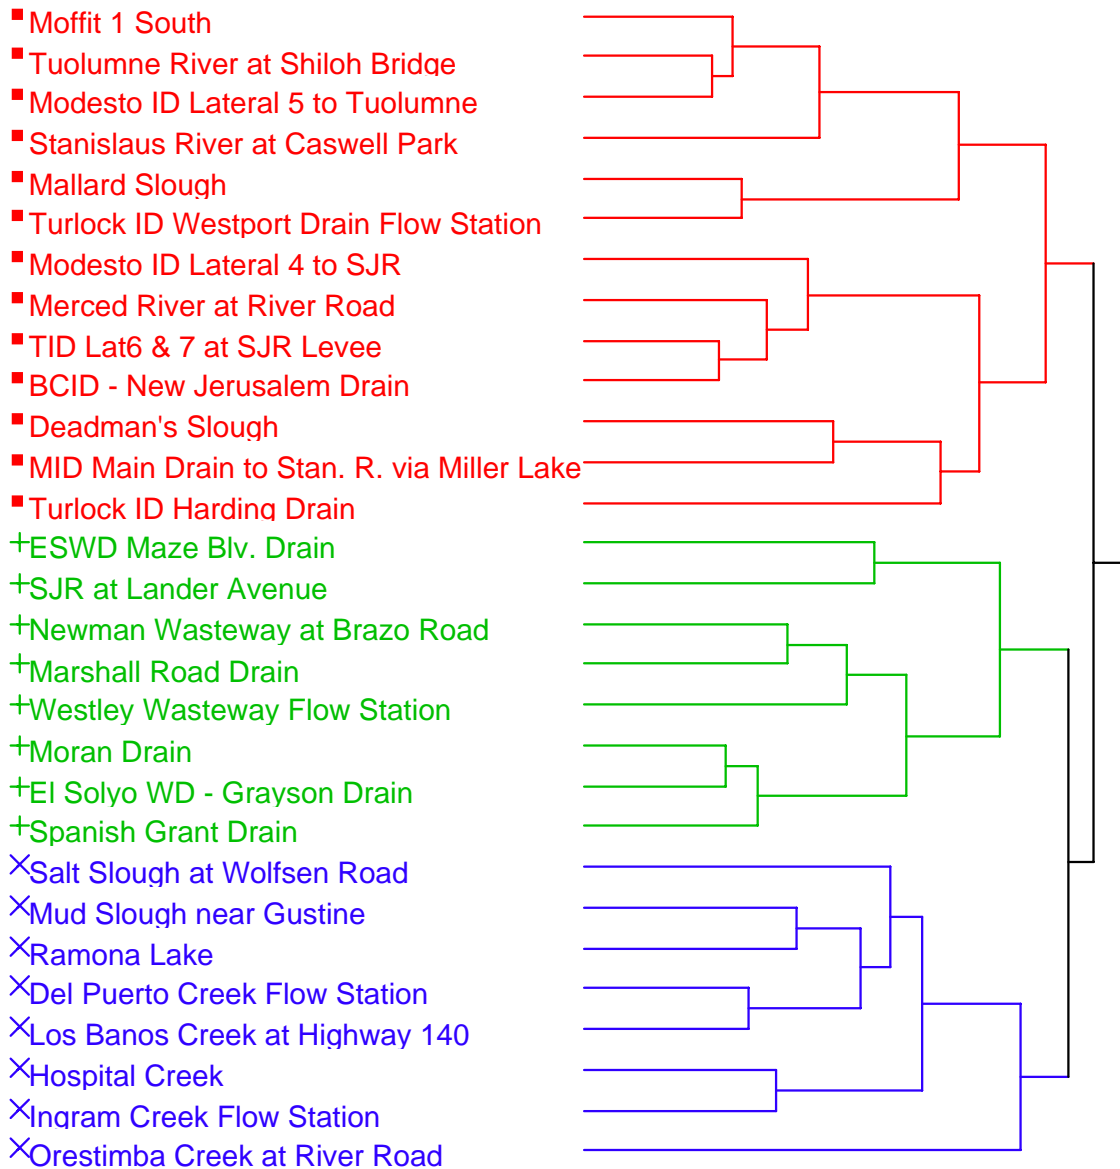 Moffit 1 South
Tuolumne River at Shiloh Bridge
Modesto ID Lateral 5 to Tuolumne
Stanislaus River at Caswell Park
Mallard Slough
Turlock ID Westport Drain Flow Station
Modesto ID Lateral 4 to SJR
Merced River at River Road
TID Lat6 & 7 at SJR Levee
BCID - New Jerusalem Drain
Deadman's Slough
MID Main Drain to Stan. R. via Miller Lake
Turlock ID Harding Drain
ESWD Maze Blv. Drain
SJR at Lander Avenue
Newman Wasteway at Brazo Road
Marshall Road Drain
Westley Wasteway Flow Station
Moran Drain
El Solyo WD - Grayson Drain
Spanish Grant Drain
Salt Slough at Wolfsen Road
Mud Slough near Gustine
Ramona Lake
Del Puerto Creek Flow Station
Los Banos Creek at Highway 140
Hospital Creek
Ingram Creek Flow Station
Orestimba Creek at River Road